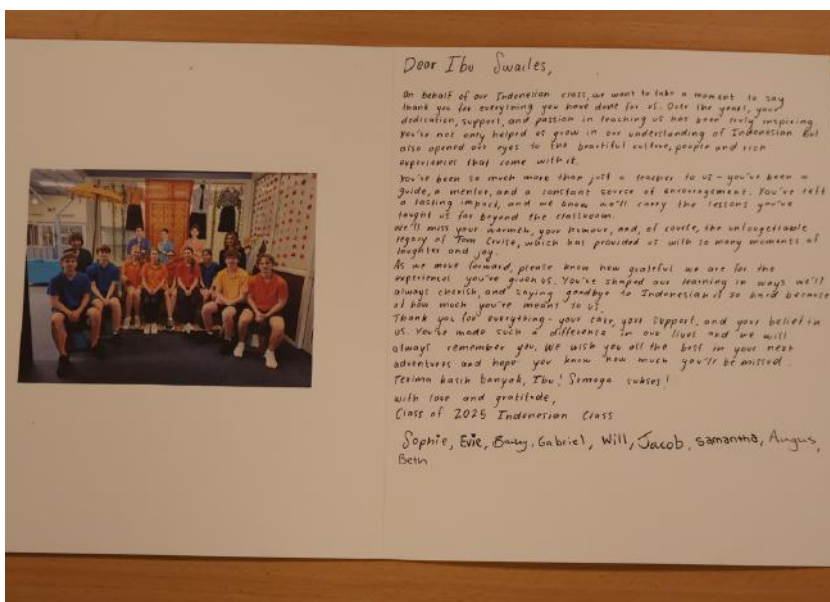 Dear Ibu Swailes,
On behalf of our Indonesian class, we want to take a moment to say
thank you for everything you have done for us. Over the years, your
dedication, support, and passion in teaching us has been truly inspiring.
You've not only helped us grow in our understanding of Indonesian but
also opened our eyes to the beautiful culture, people and rich
experiences that come with it.
You've been so much more than just a teacher to us - you've been a
guide, a mentor, and a constant source of encouragement. You've left
a lasting impact, and we know we'll carry the lessons you've
taught us far beyond the classroom.
We'll miss your warmth, your humour, and, of course, the unforgettable
legacy of Tom Cruise, which has provided us with so many moments of
laughter and joy.
As we move forward, please know how grateful we are for the
experiences you've given us. You've shaped our learning in ways we'll
always cherish, and saying goodbye to Indonesian is so hard because
of how much you've meant to us.
Thank you for everything - your care, your support, and your belief in
us. You've made such a difference in our lives and we will
always remember you. We wish you all the best in your next
adventures and hope you know how much you'll be missed.
Terima kasih banyak, Ibu! Semoga sukses!
With love and gratitude,
Class of 2025 Indonesian Class
Sophie, Evie, Gabriel, Will, Jacob, Samantha, Angus,
Beth